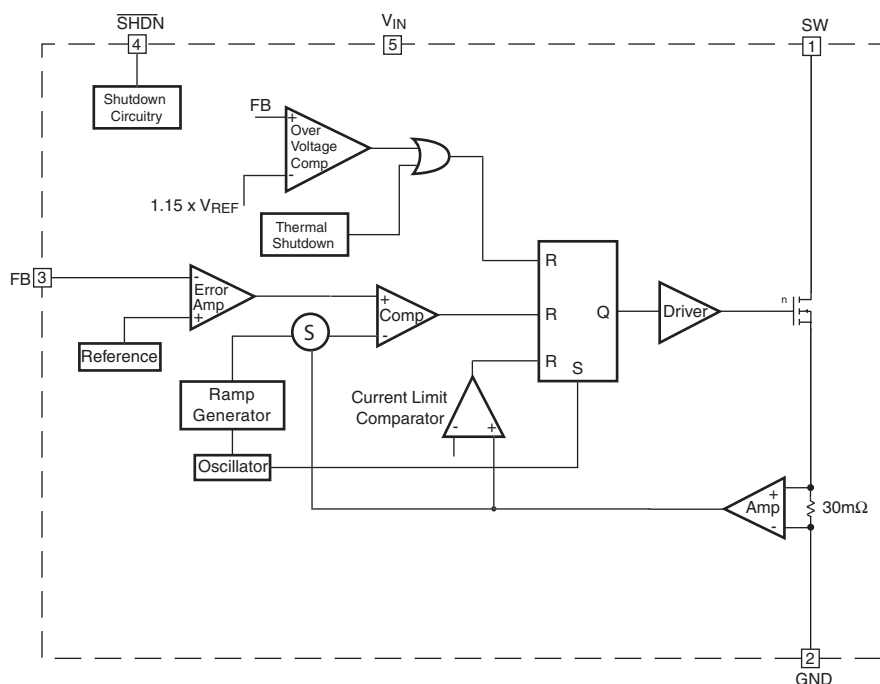 SHDN
4
VIN
5
SW
1
Shutdown
Circuitry
FB
+
Over
Voltage
Comp
-
1.15 x VREF
Thermal
Shutdown
FB
3
-
Error
Amp
+
Reference
S
+
Comp
-
Ramp
Generator
Oscillator
Current Limit
Comparator
-
+
R
R
R
S
Q
Driver
n
+
Amp
-
30mΩ
2
GND